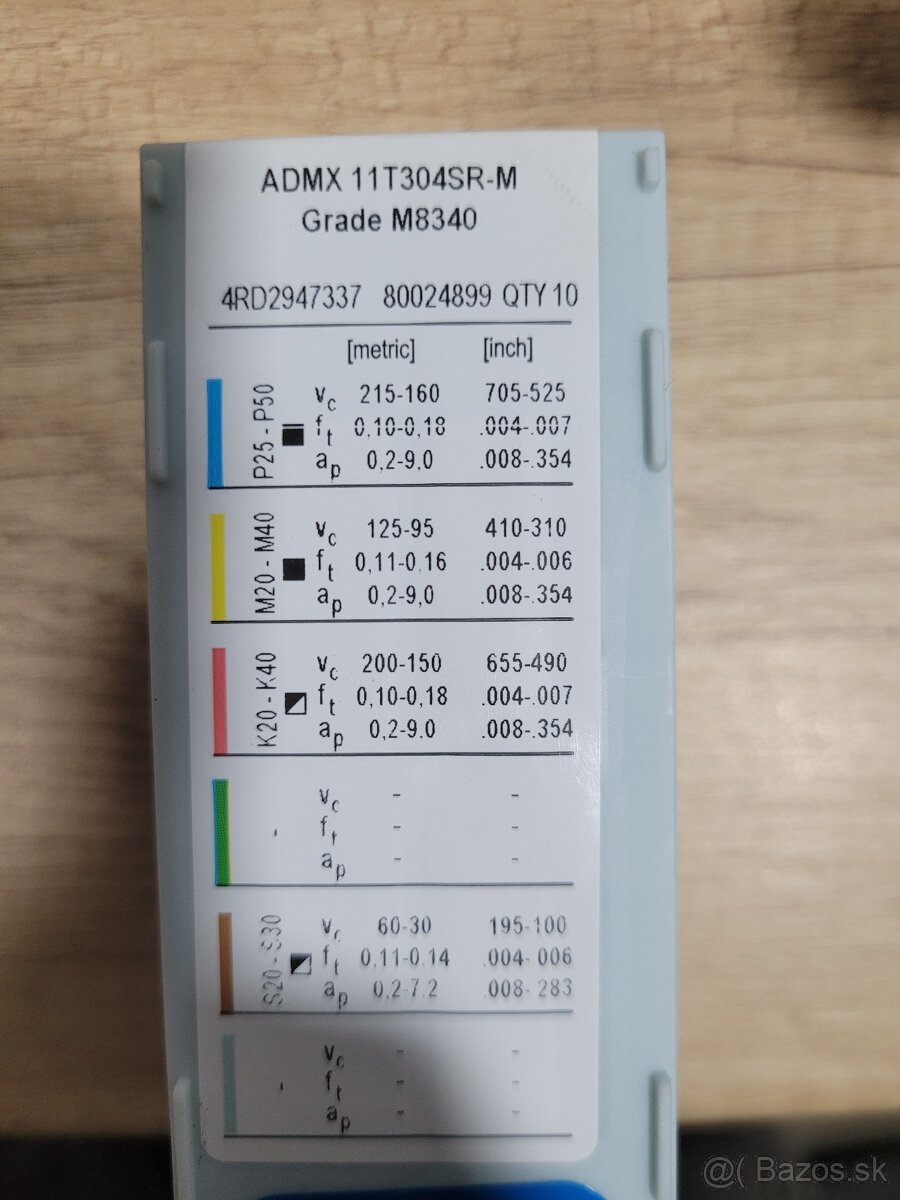 ADMX 11T304SR-M
Grade M8340
4RD2947337 80024899 QTY 10
[metric] [inch]
P25 - P50
vc 215-160 705-525
ft 0,10-0,18 .004-.007
ap 0,2-9,0 .008-.354
M20 - M40
vc 125-95 410-310
ft 0,11-0,16 .004-.006
ap 0,2-9,0 .008-.354
K20 - K40
vc 200-150 655-490
ft 0,10-0,18 .004-.007
ap 0,2-9.0 .008-.354
vc - -
ft - -
ap - -
S20 - S30
vc 60-30 195-100
ft 0,11-0.14 .004- 006
ap 0,2-7.2 .008- 283
vc - -
ft - -
ap - -
@( Bazos.sk